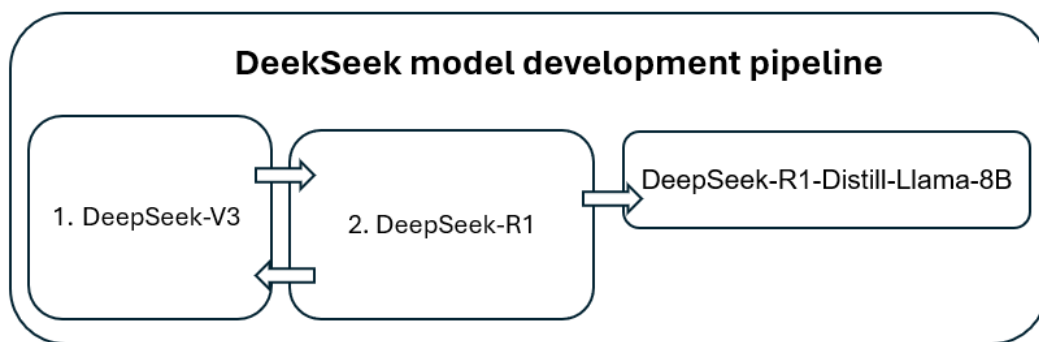 DeekSeek model development pipeline
1. DeepSeek-V3
2. DeepSeek-R1
DeepSeek-R1-Distill-Llama-8B